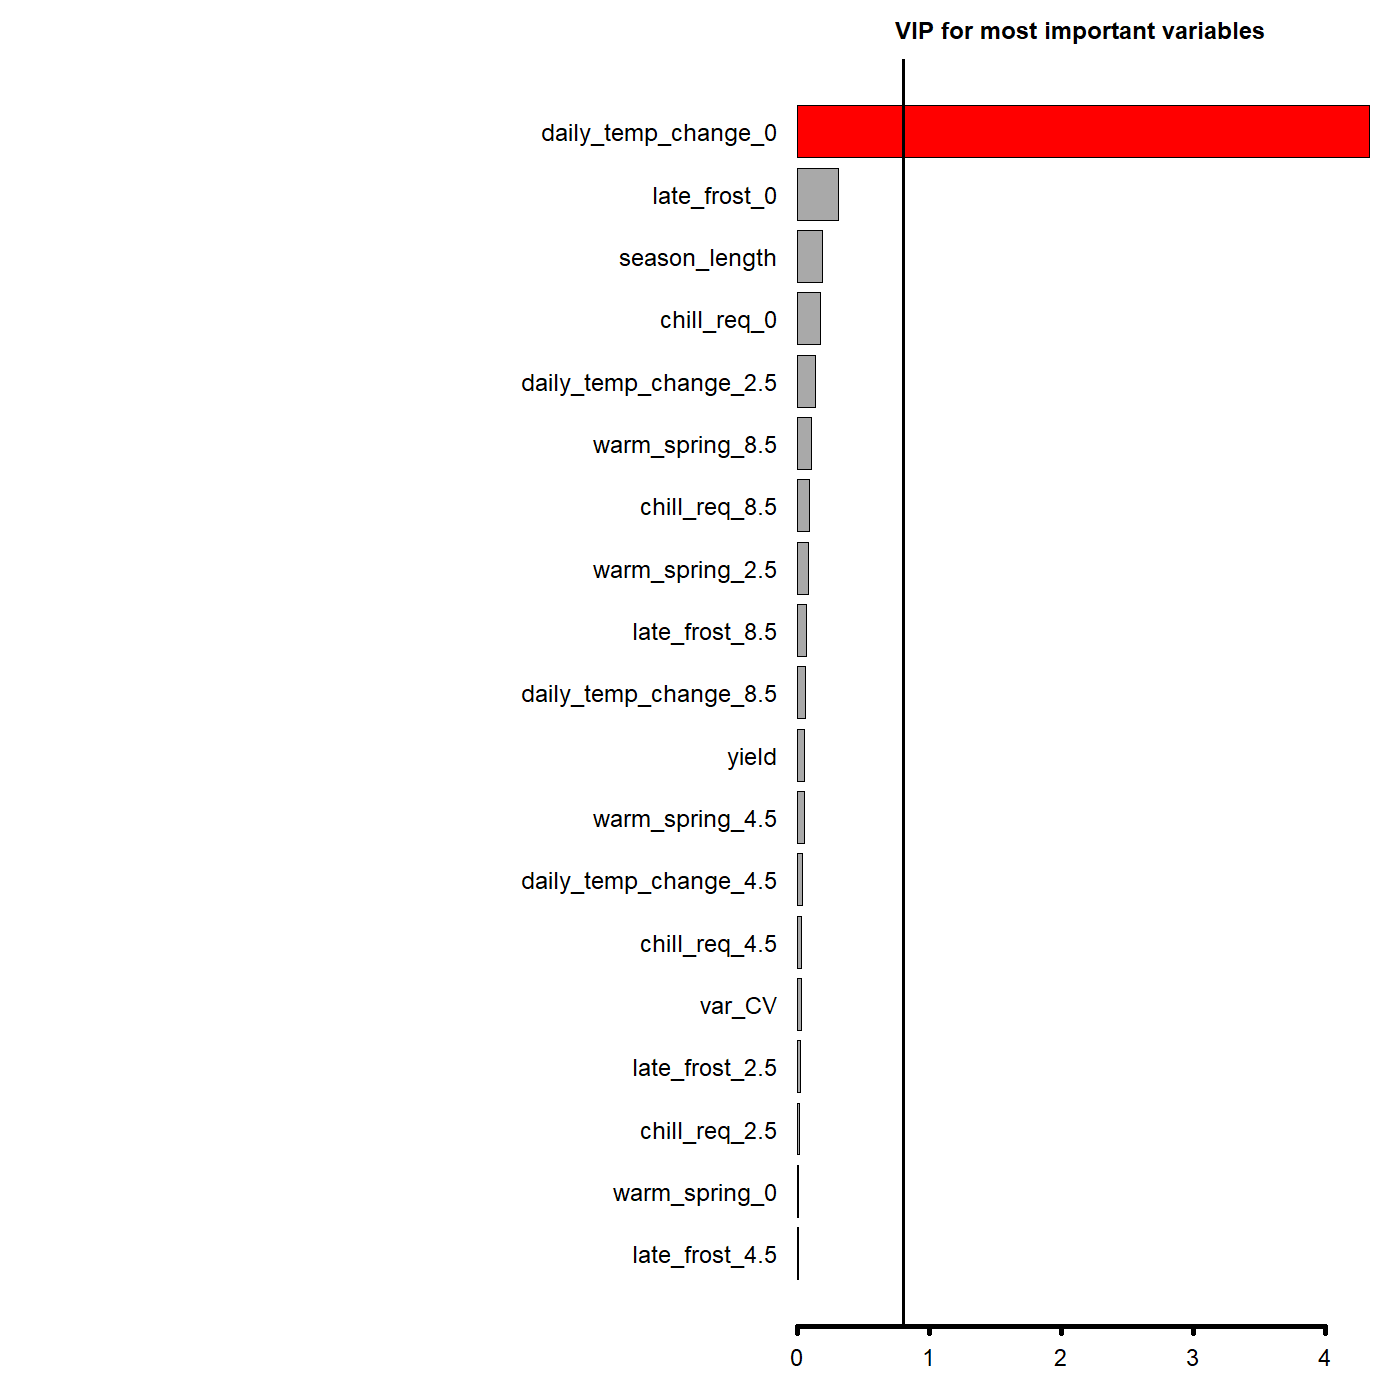 VIP for most important variables
daily_temp_change_0
late_frost_0
season_length
chill_req_0
daily_temp_change_2.5
warm_spring_8.5
chill_req_8.5
warm_spring_2.5
late_frost_8.5
daily_temp_change_8.5
yield
warm_spring_4.5
daily_temp_change_4.5
chill_req_4.5
var_CV
late_frost_2.5
chill_req_2.5
warm_spring_0
late_frost_4.5
0 1 2 3 4